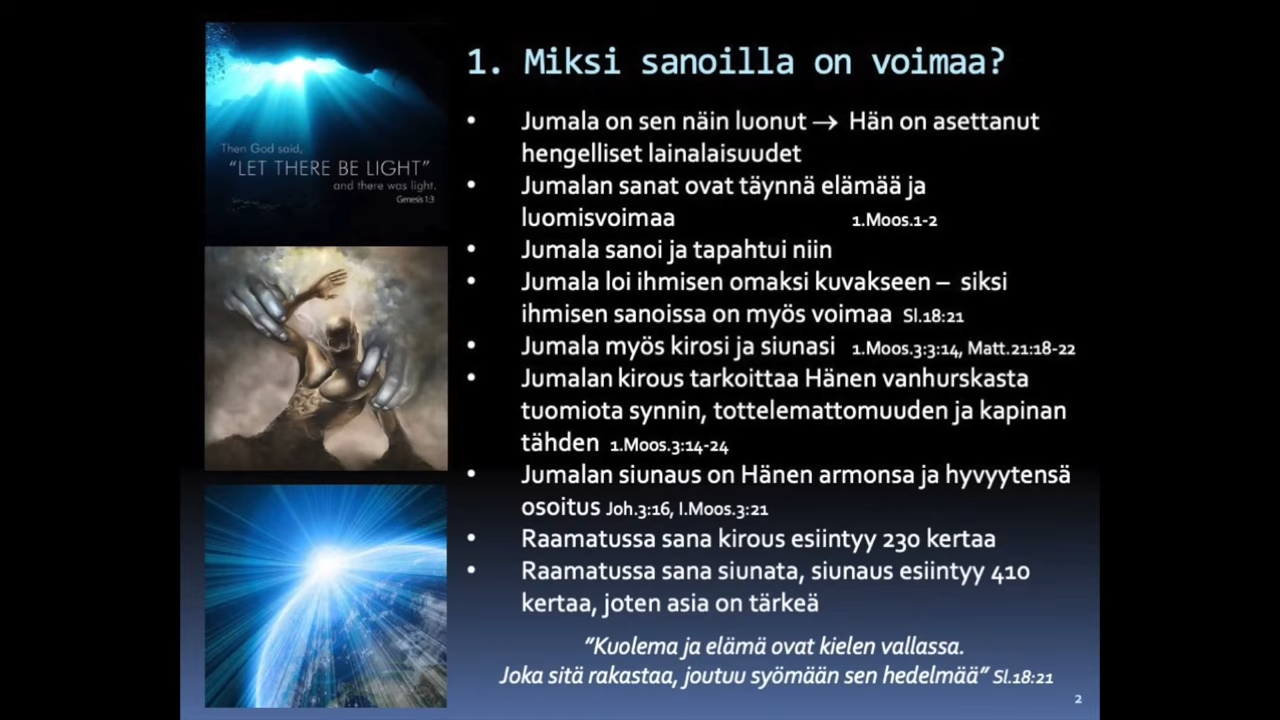 Then God said,
"LET THERE BE LIGHT"
and there was light.
Genesis 1:3
1. Miksi sanoilla on voimaa?
• Jumala on sen näin luonut → Hän on asettanut
hengelliset lainalaisuudet
• Jumalan sanat ovat täynnä elämää ja
luomisvoimaa 1.Moos.1-2
• Jumala sanoi ja tapahtui niin
• Jumala loi ihmisen omaksi kuvakseen – siksi
ihmisen sanoissa on myös voimaa Sl.18:21
• Jumala myös kirosi ja siunasi 1.Moos.3:3:14, Matt.21:18-22
• Jumalan kirous tarkoittaa Hänen vanhurskasta
tuomiota synnin, tottelemattomuuden ja kapinan
tähden 1.Moos.3:14-24
• Jumalan siunaus on Hänen armonsa ja hyvyytensä
osoitus Joh.3:16, I.Moos.3:21
• Raamatussa sana kirous esiintyy 230 kertaa
• Raamatussa sana siunata, siunaus esiintyy 410
kertaa, joten asia on tärkeä
"Kuolema ja elämä ovat kielen vallassa.
Joka sitä rakastaa, joutuu syömään sen hedelmää" Sl.18:21
2